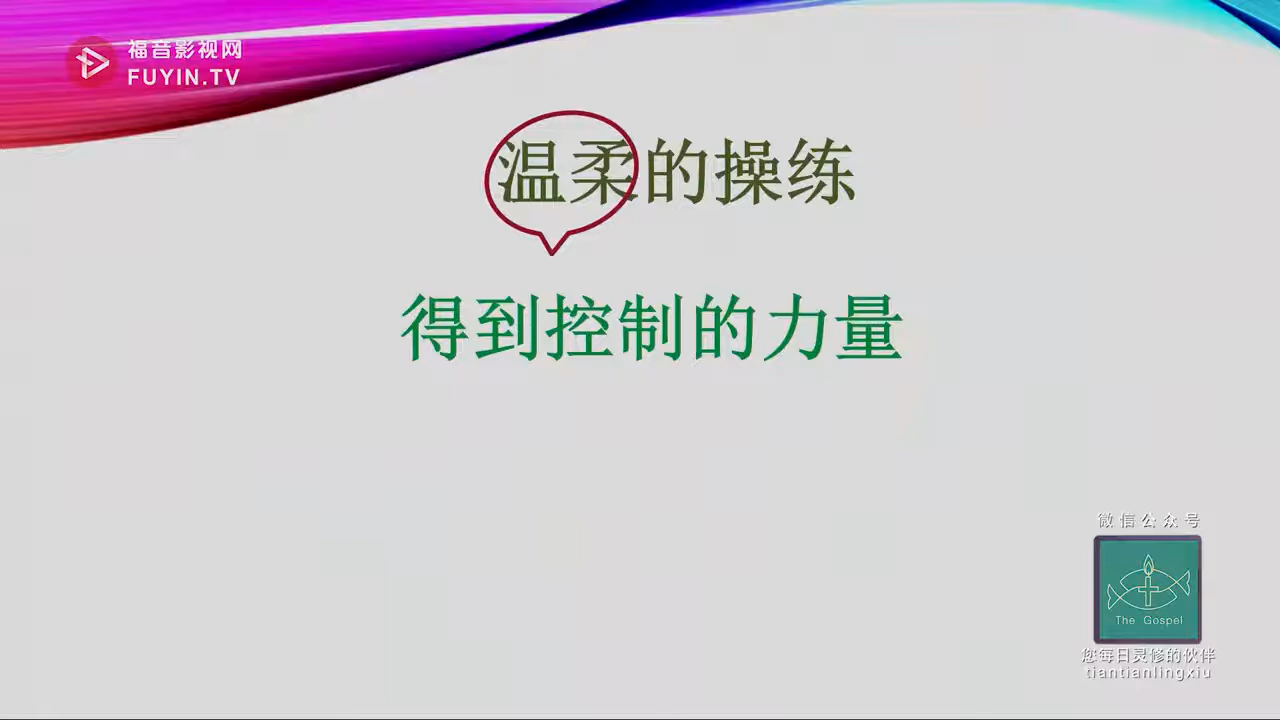 福音影视网
FUYIN.TV
温柔的操练
得到控制的力量
微信公众号
The Gospel
您每日灵修的伙伴
tiantianlingxiu